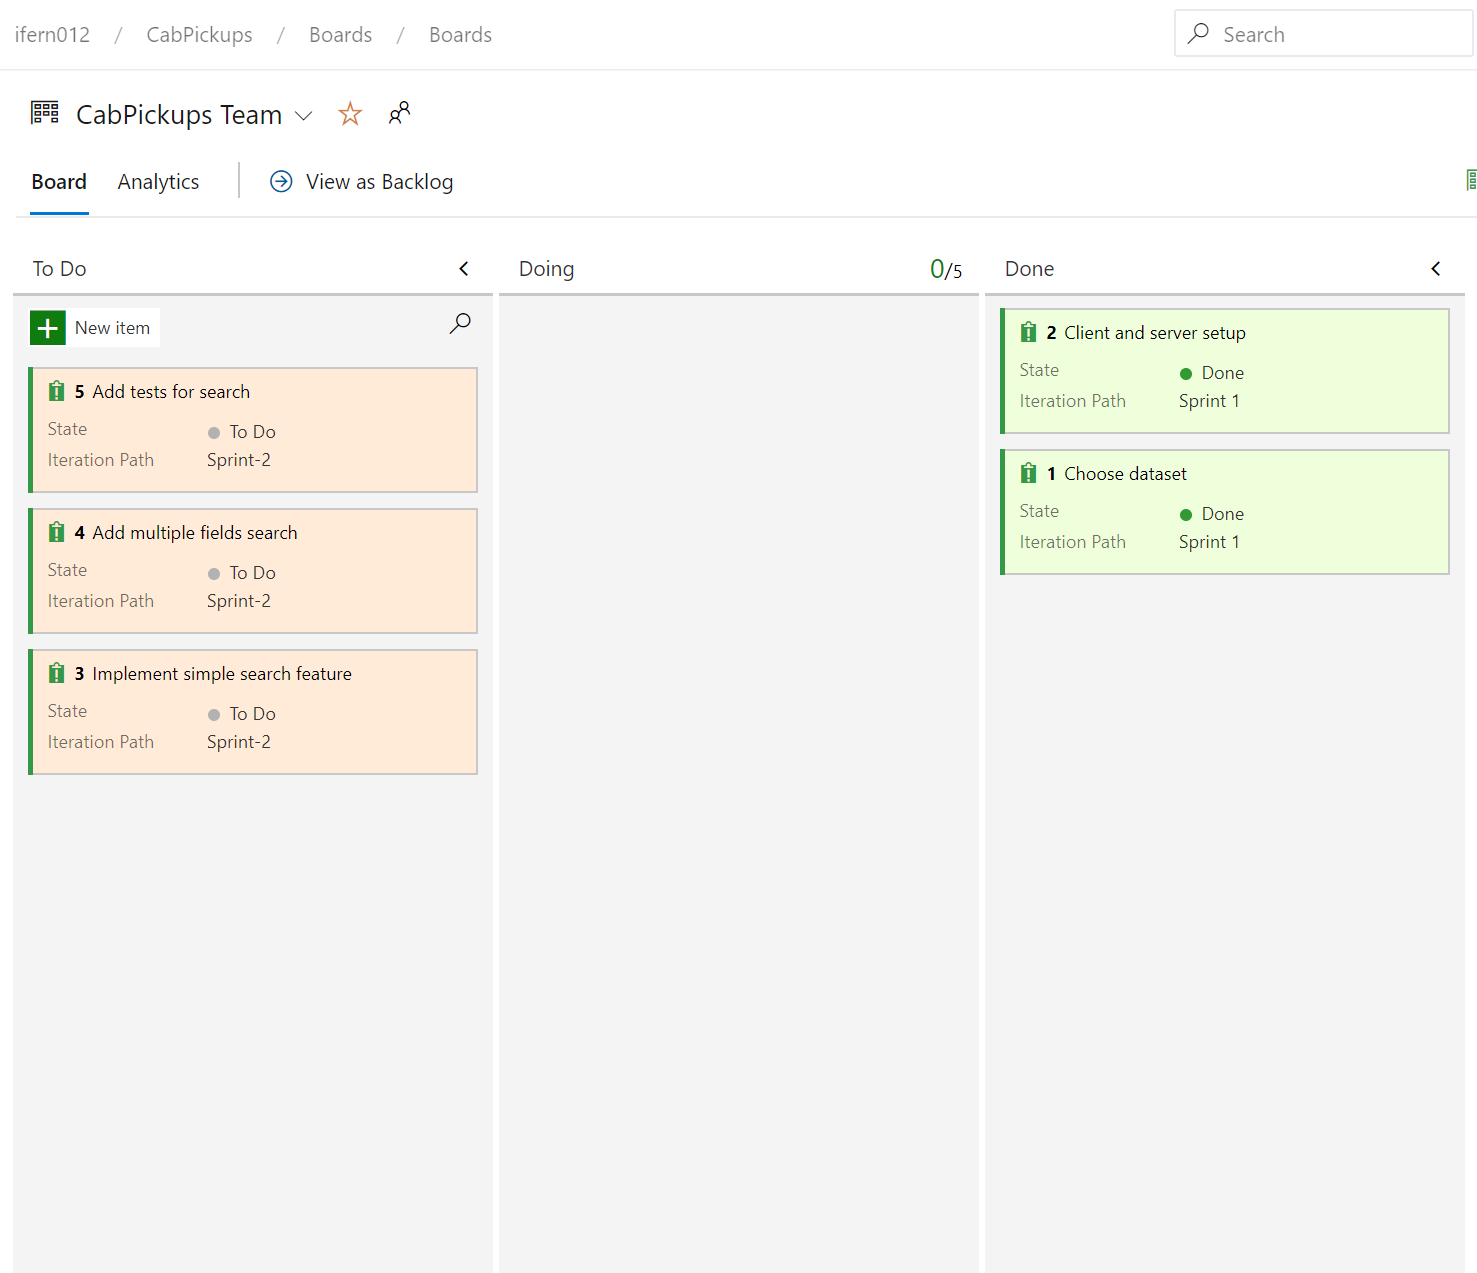 ifern012 / CabPickups / Boards / Boards
Search
CabPickups Team
Board Analytics View as Backlog
To Do
New item
5 Add tests for search
State To Do
Iteration Path Sprint-2
4 Add multiple fields search
State To Do
Iteration Path Sprint-2
3 Implement simple search feature
State To Do
Iteration Path Sprint-2
Doing 0/5
Done
2 Client and server setup
State Done
Iteration Path Sprint 1
1 Choose dataset
State Done
Iteration Path Sprint 1